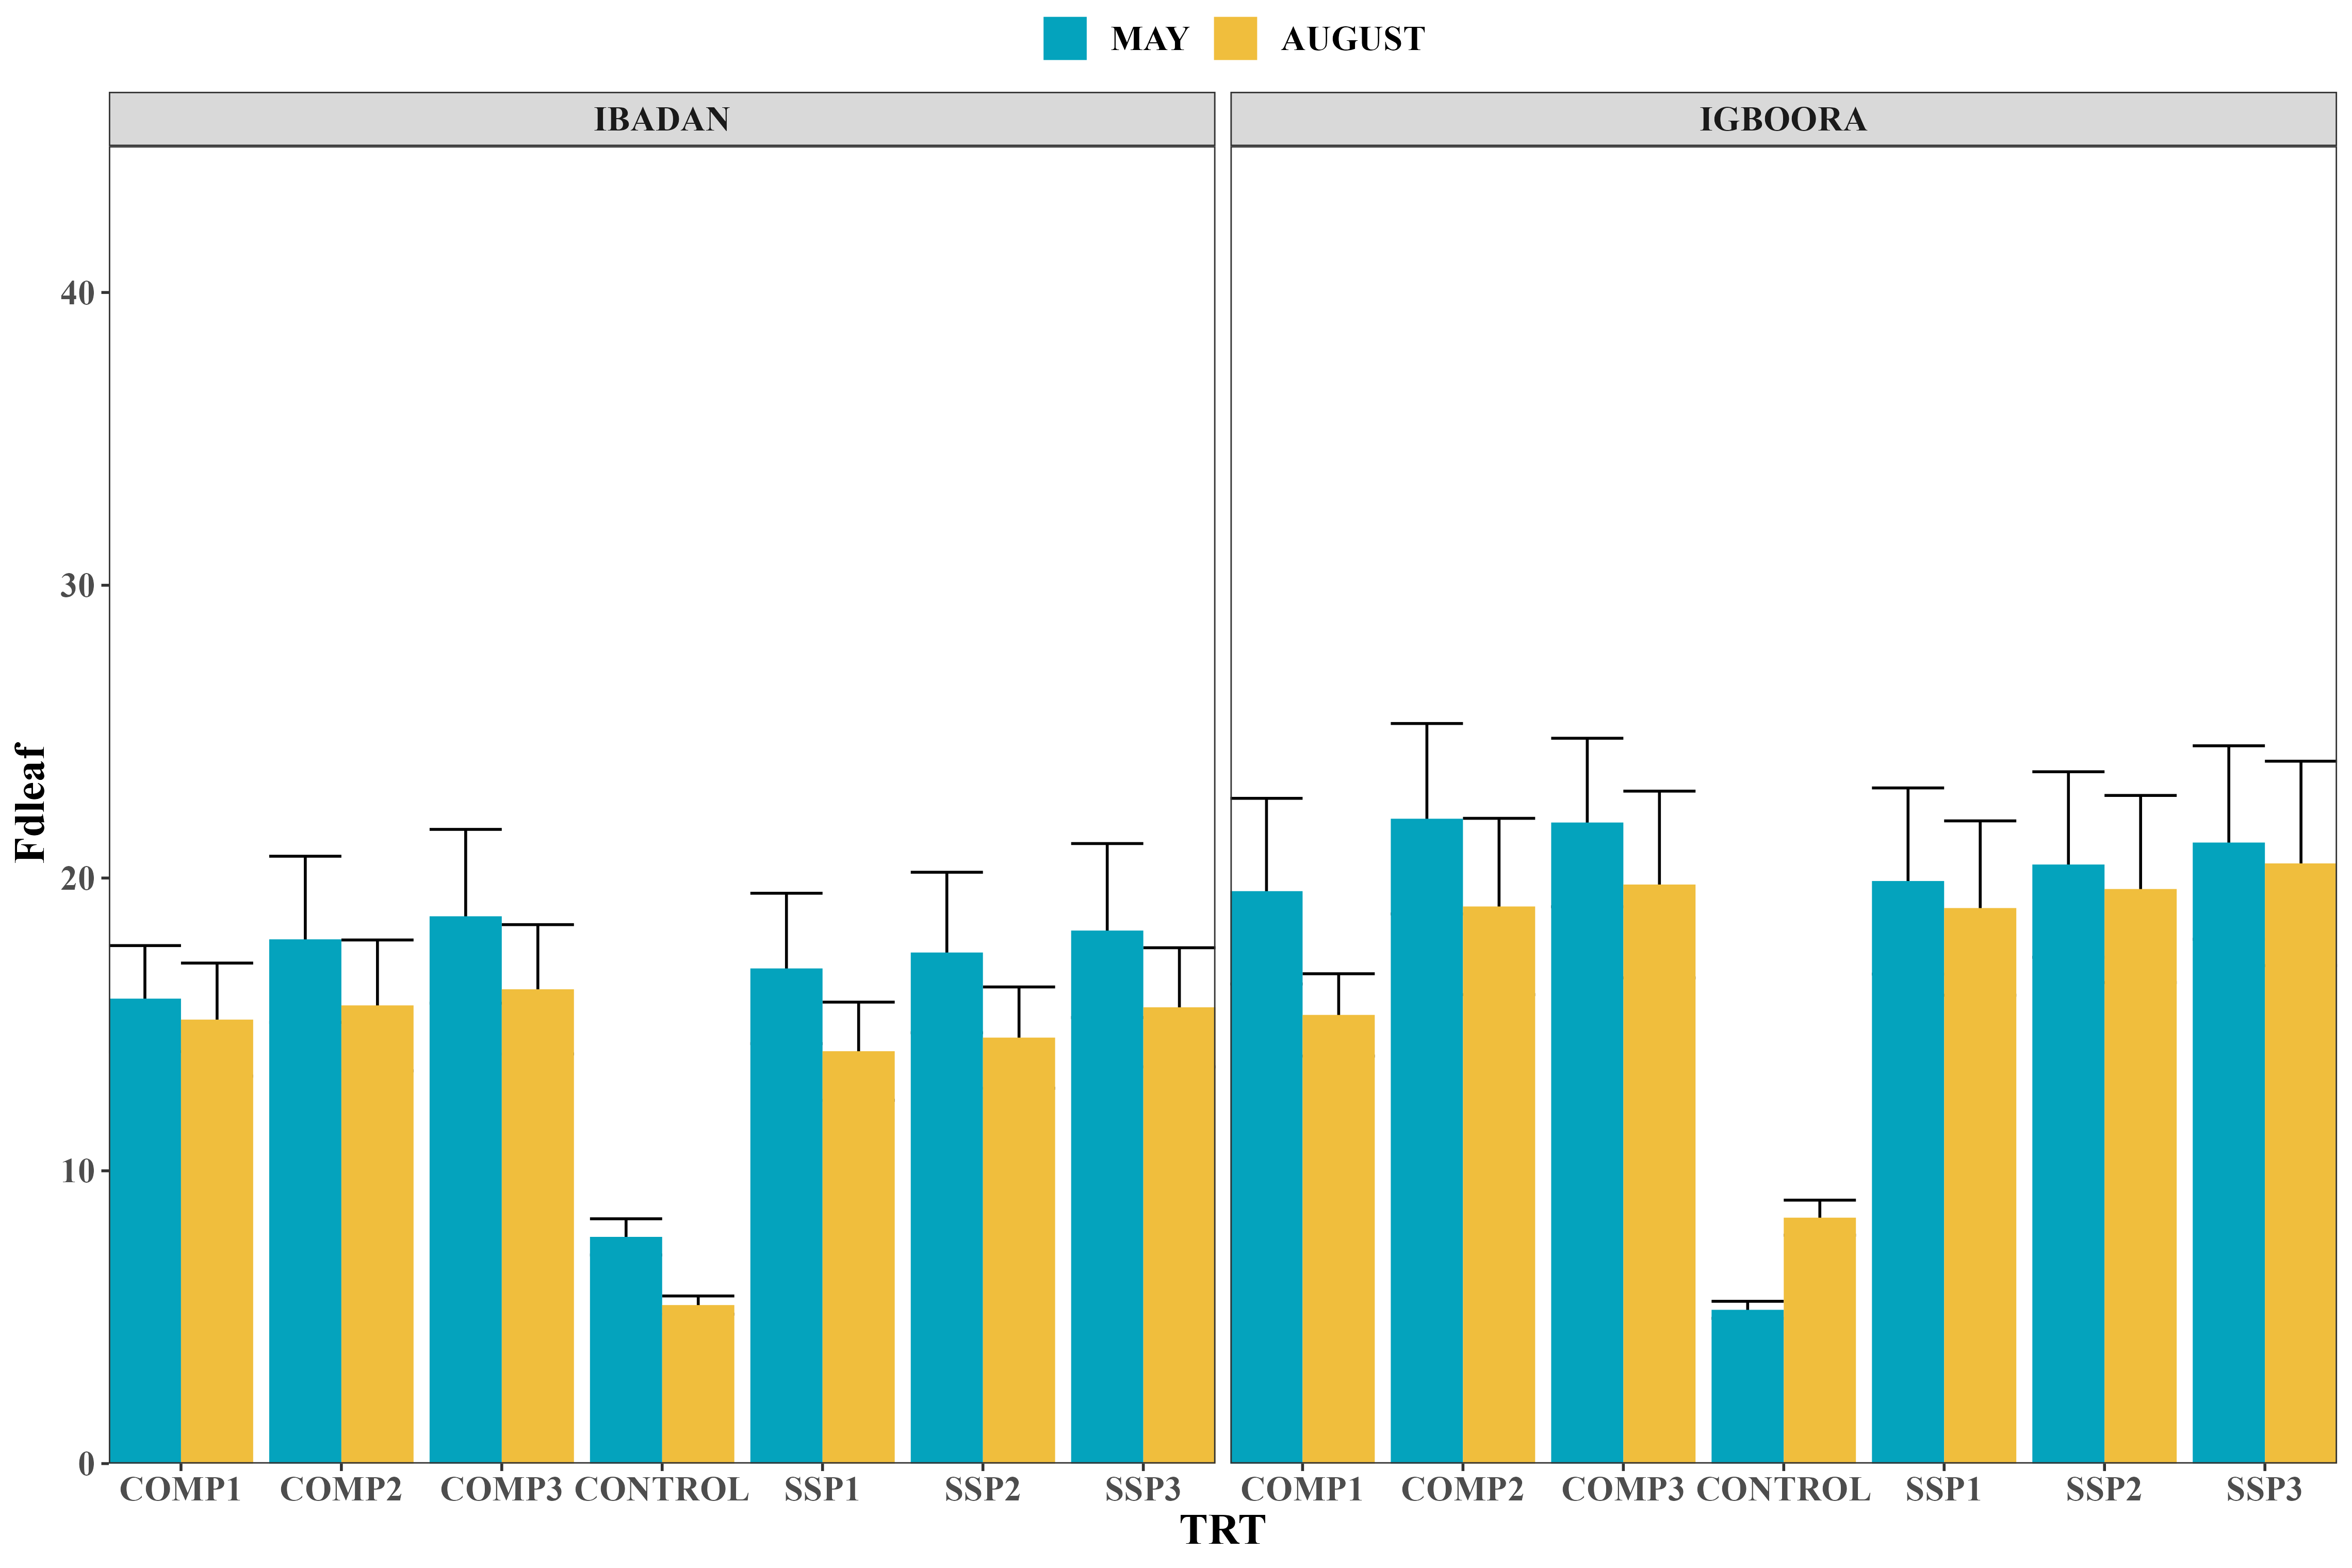 MAY AUGUST
IBADAN IGBOORA
40
30
20
10
0
Fdleaf
COMP1 COMP2 COMP3 CONTROL SSP1 SSP2 SSP3 COMP1 COMP2 COMP3 CONTROL SSP1 SSP2 SSP3
TRT